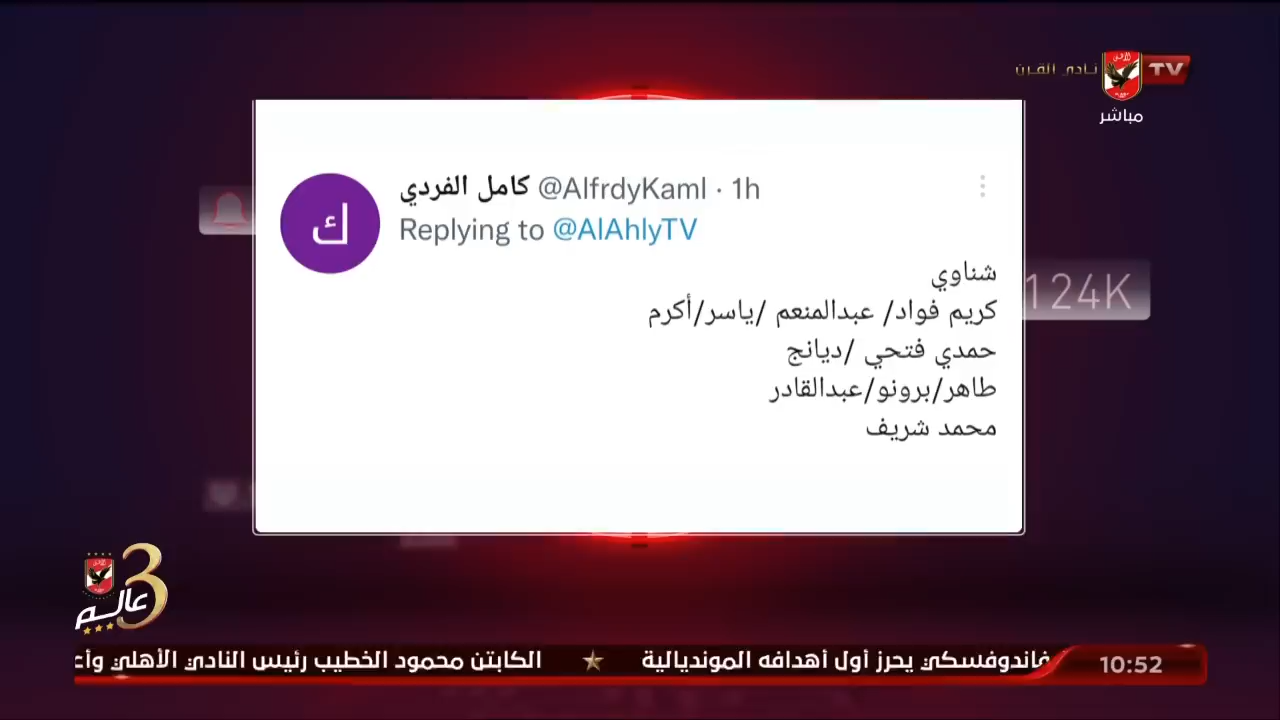 نادي القرن
TV
مباشر
كامل الفردي @AlfrdyKaml · 1h
ك
Replying to @AlAhlyTV
شناوي
كريم فواد/ عبدالمنعم /ياسر/أكرم
حمدي فتحي /ديانج
طاهر/برونو/عبدالقادر
محمد شريف
124K
3
عالم
فاندوفسكي يحرز أول أهدافه المونديالية
الكابتن محمود الخطيب رئيس النادي الأهلي وأع
10:52